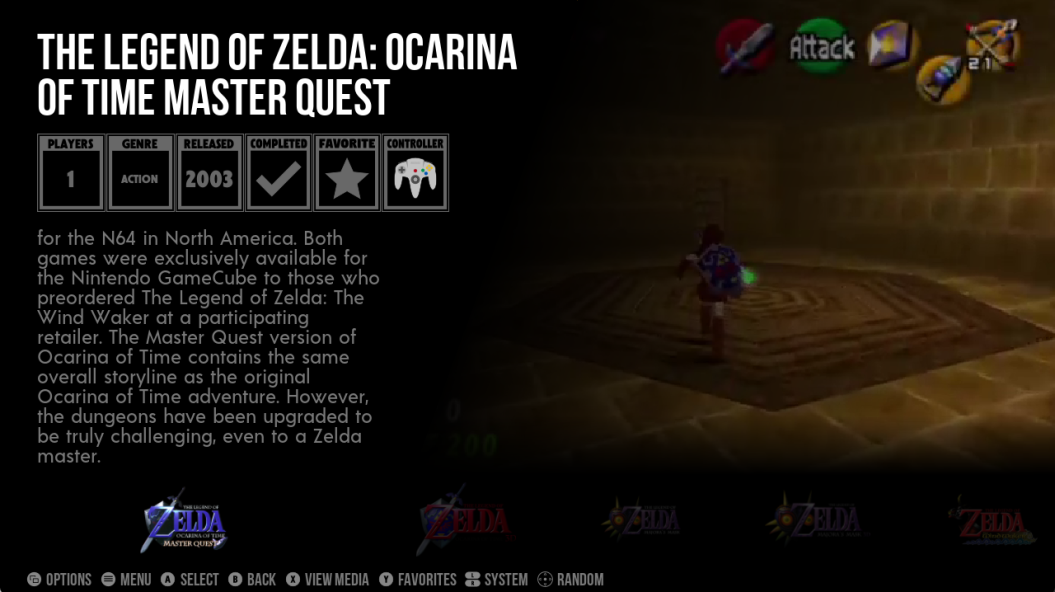 THE LEGEND OF ZELDA: OCARINA
OF TIME MASTER QUEST
PLAYERS
1
GENRE
ACTION
RELEASED
2003
COMPLETED
FAVORITE
CONTROLLER
Attack
21
for the N64 in North America. Both
games were exclusively available for
the Nintendo GameCube to those who
preordered The Legend of Zelda: The
Wind Waker at a participating
retailer. The Master Quest version of
Ocarina of Time contains the same
overall storyline as the original
Ocarina of Time adventure. However,
the dungeons have been upgraded to
be truly challenging, even to a Zelda
master.
0
200
THE LEGEND OF
ZELDA
OCARINA OF TIME
MASTER QUEST
ZELDA
ZELDA
ZELDA
ZELDA
OPTIONS
MENU
A SELECT
B BACK
X VIEW MEDIA
Y FAVORITES
SYSTEM
RANDOM